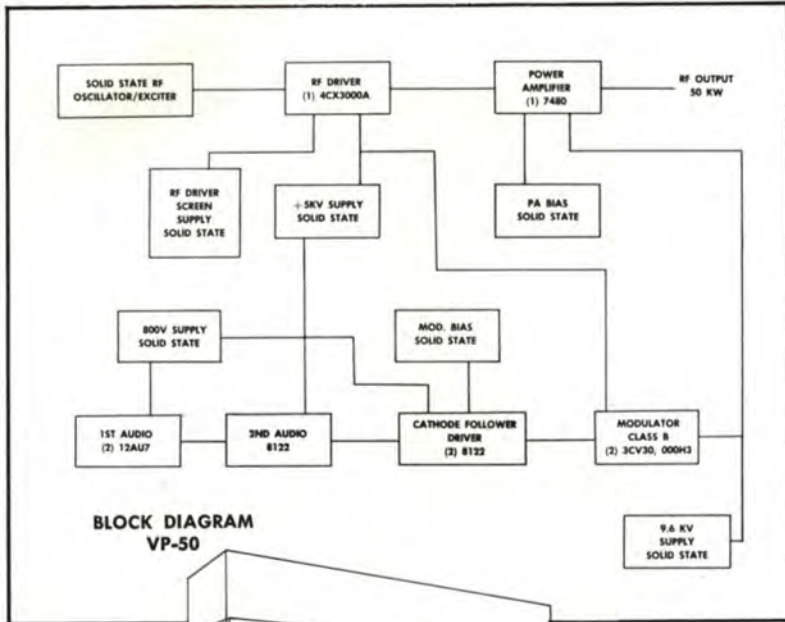 SOLID STATE RF
OSCILLATOR/EXCITER
RF DRIVER
(1) 4CX3000A
POWER
AMPLIFIER
(1) 7480
RF OUTPUT
50 KW
RF DRIVER
SCREEN
SUPPLY
SOLID STATE
+5KV SUPPLY
SOLID STATE
PA BIAS
SOLID STATE
800V SUPPLY
SOLID STATE
MOD. BIAS
SOLID STATE
1ST AUDIO
(2) 12AU7
2ND AUDIO
8122
CATHODE FOLLOWER
DRIVER
(2) 8122
MODULATOR
CLASS B
(2) 3CV30, 000H3
9.6 KV
SUPPLY
SOLID STATE
BLOCK DIAGRAM
VP-50